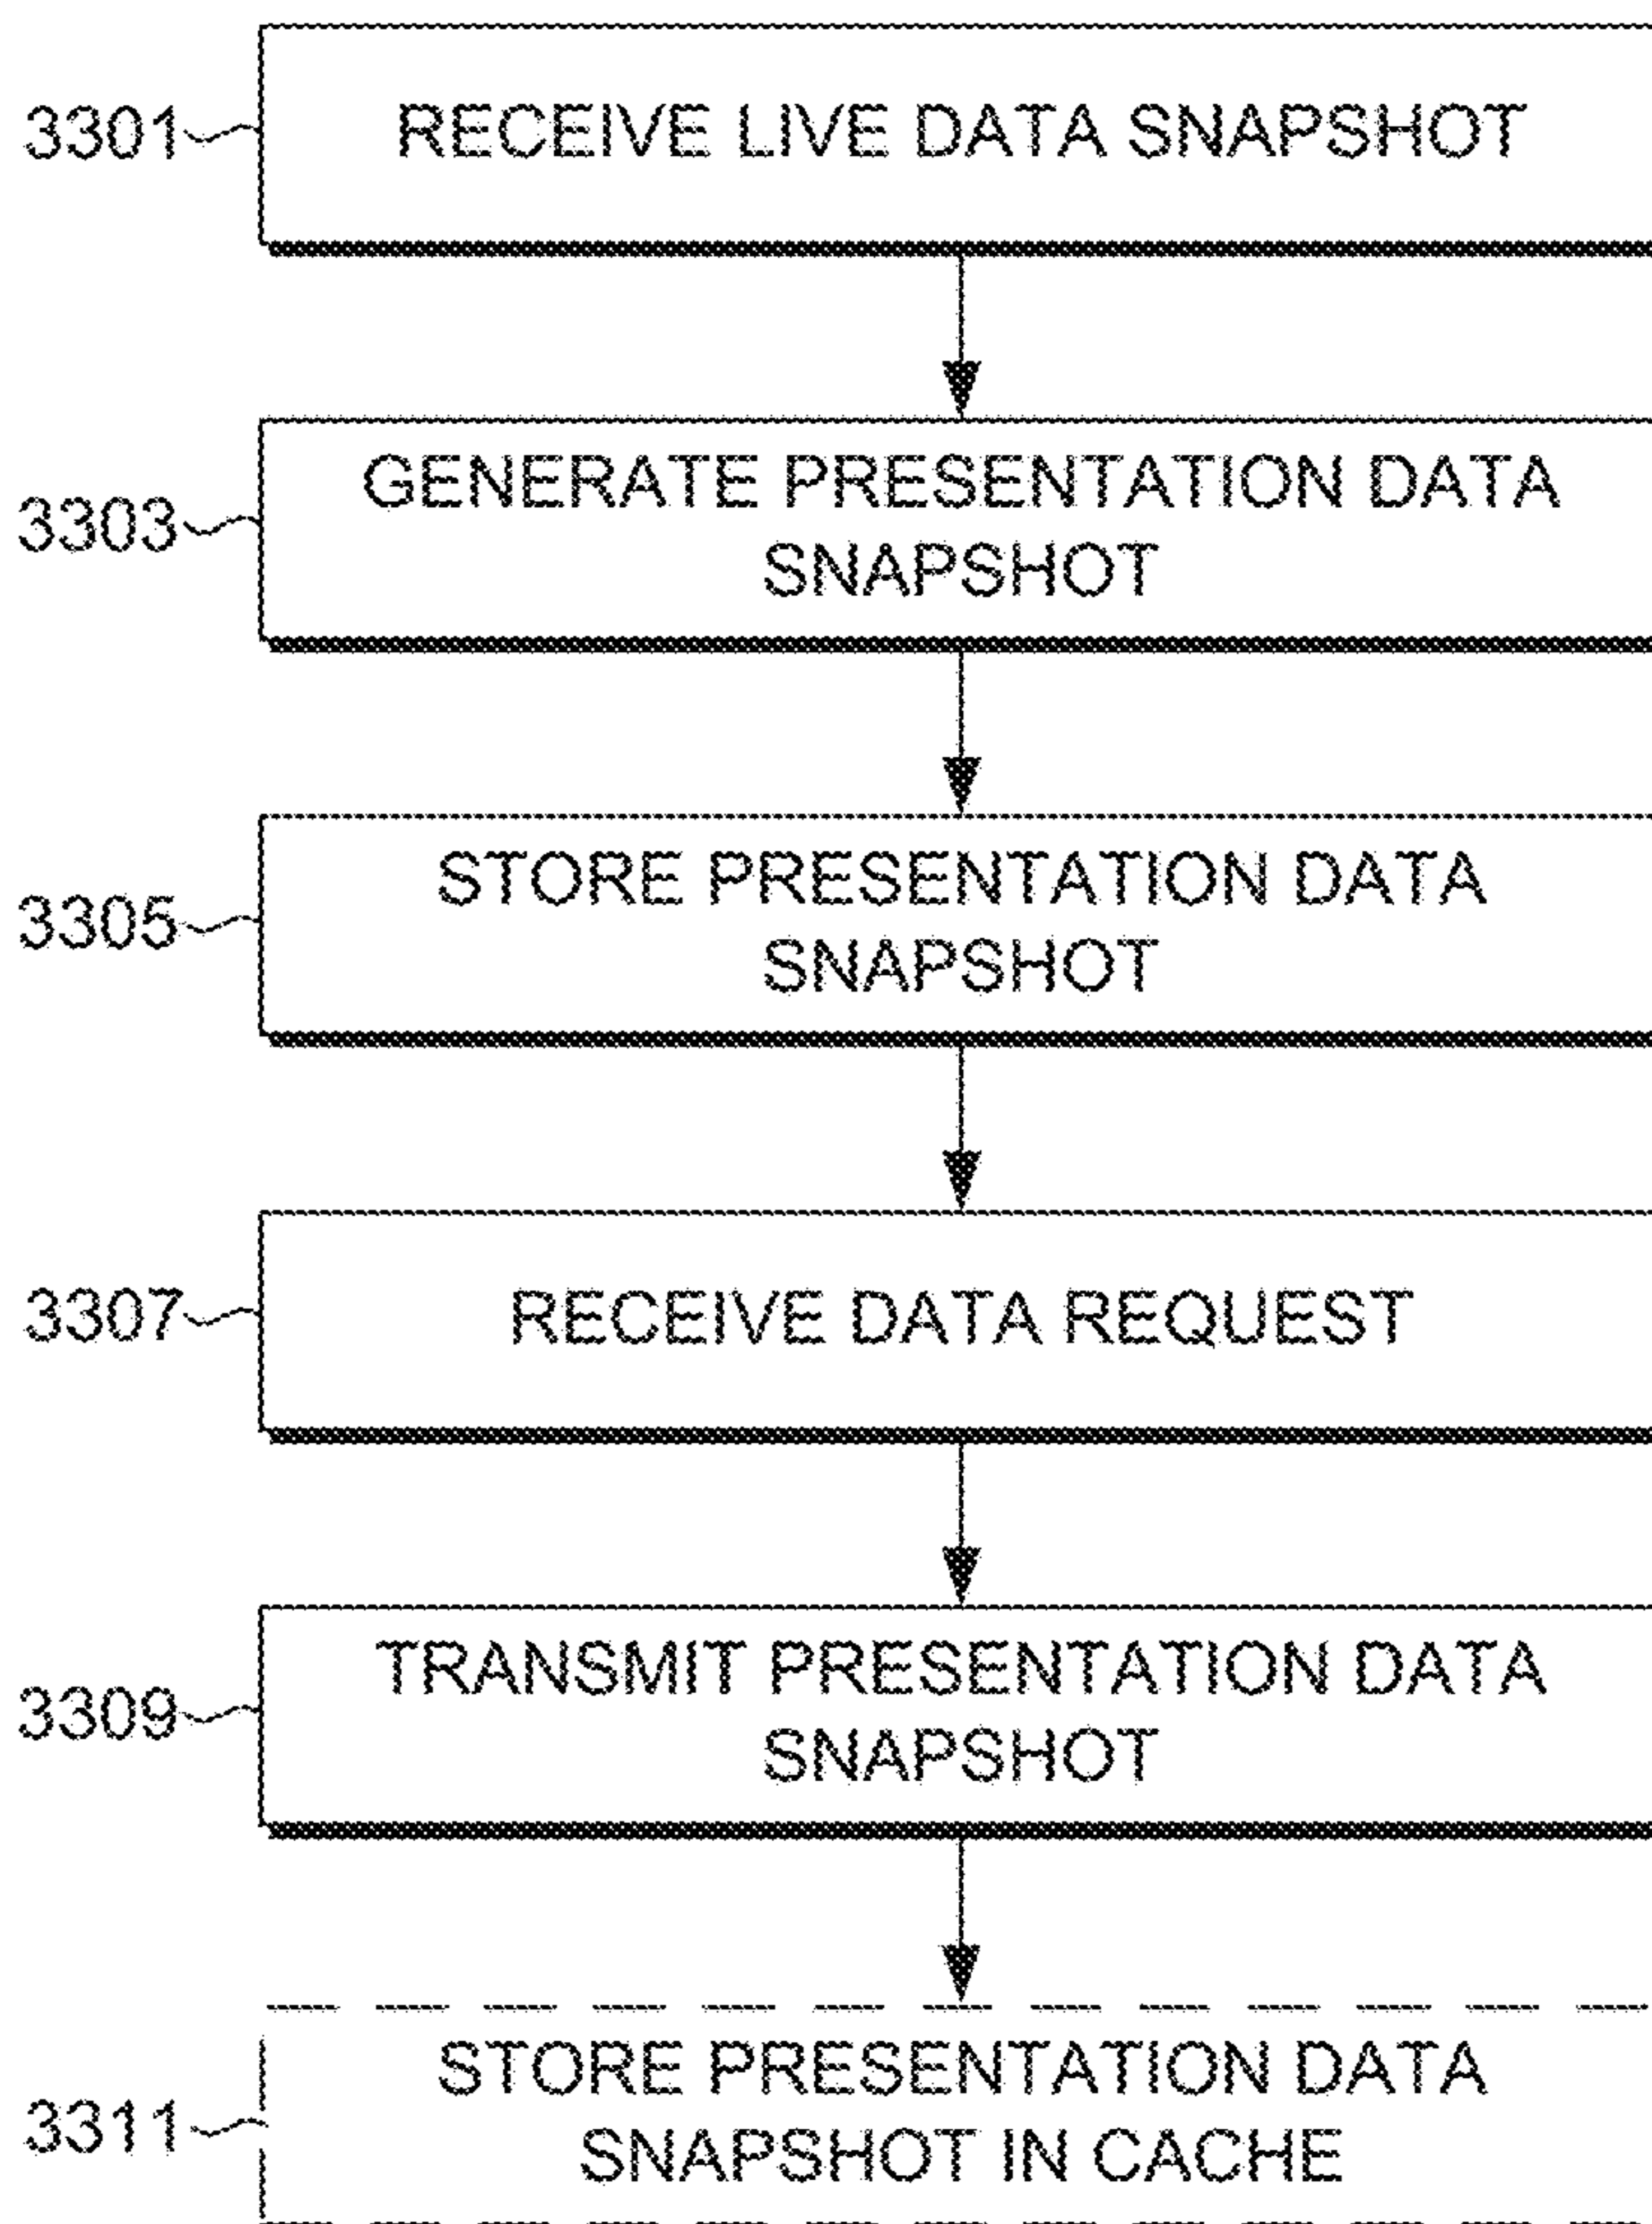 3301
RECEIVE LIVE DATA SNAPSHOT
3303
GENERATE PRESENTATION DATA
SNAPSHOT
3305
STORE PRESENTATION DATA
SNAPSHOT
3307
RECEIVE DATA REQUEST
3309
TRANSMIT PRESENTATION DATA
SNAPSHOT
3311
STORE PRESENTATION DATA
SNAPSHOT IN CACHE